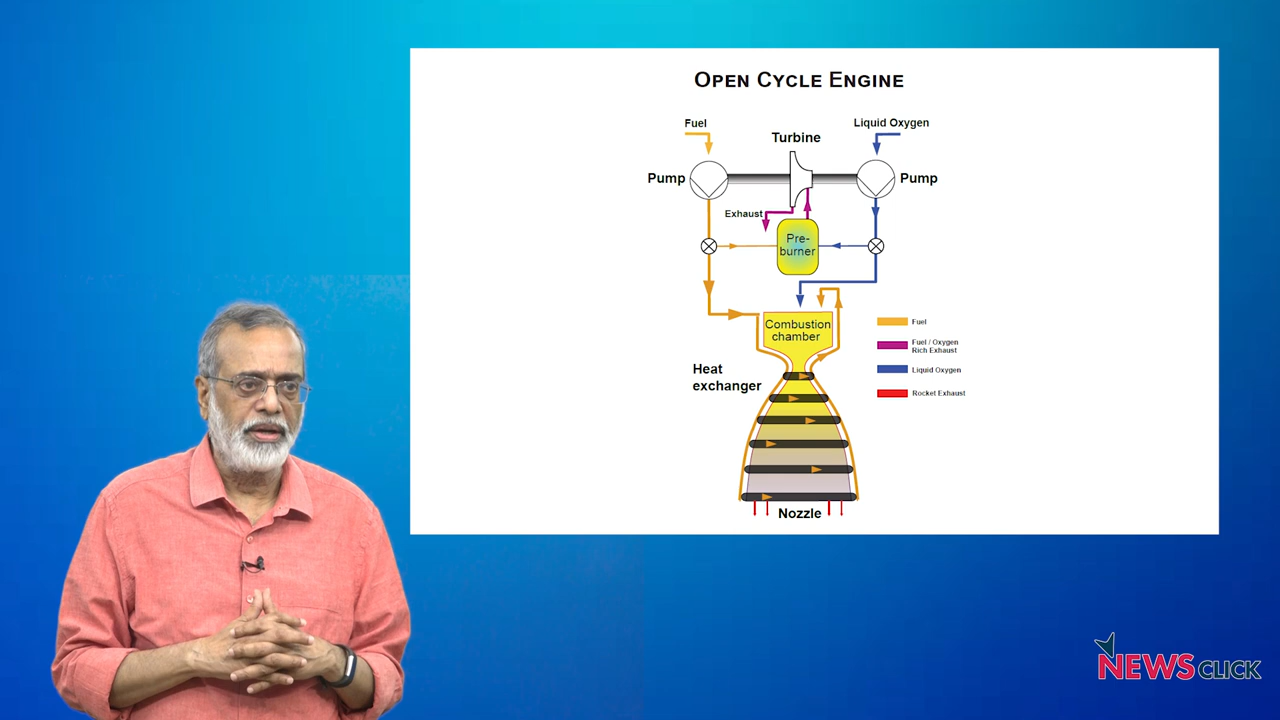 OPEN CYCLE ENGINE
Fuel
Liquid Oxygen
Turbine
Pump
Pump
Exhaust
Pre-
burner
Combustion
chamber
Fuel
Fuel / Oxygen
Rich Exhaust
Liquid Oxygen
Rocket Exhaust
Heat
exchanger
Nozzle
NEWSCLICK